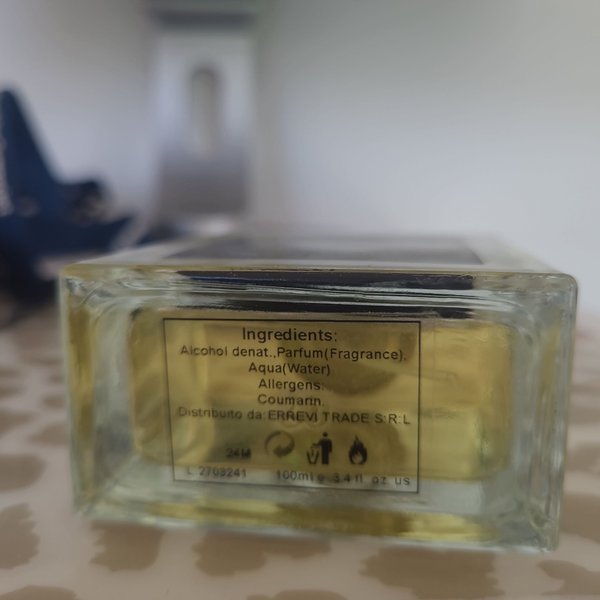 Ingredients:
Alcohol denat.,Parfum(Fragrance),
Aqua(Water)
Allergens:
Coumarin.
Distribuito da: ERREVI TRADE S.R.L
24M
L 2703241 100ml e 3.4 fl oz us